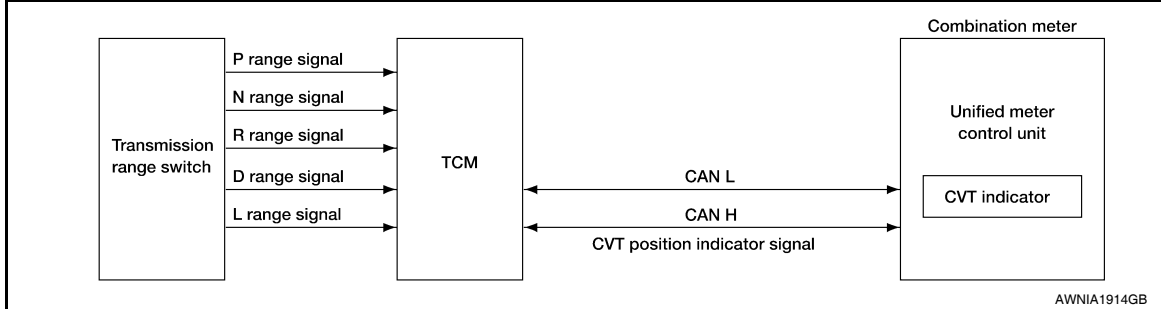 Combination meter
P range signal
N range signal
R range signal
D range signal
L range signal
Transmission
range switch
TCM
CAN L
CAN H
CVT position indicator signal
Unified meter
control unit
CVT indicator
AWNIA1914GB